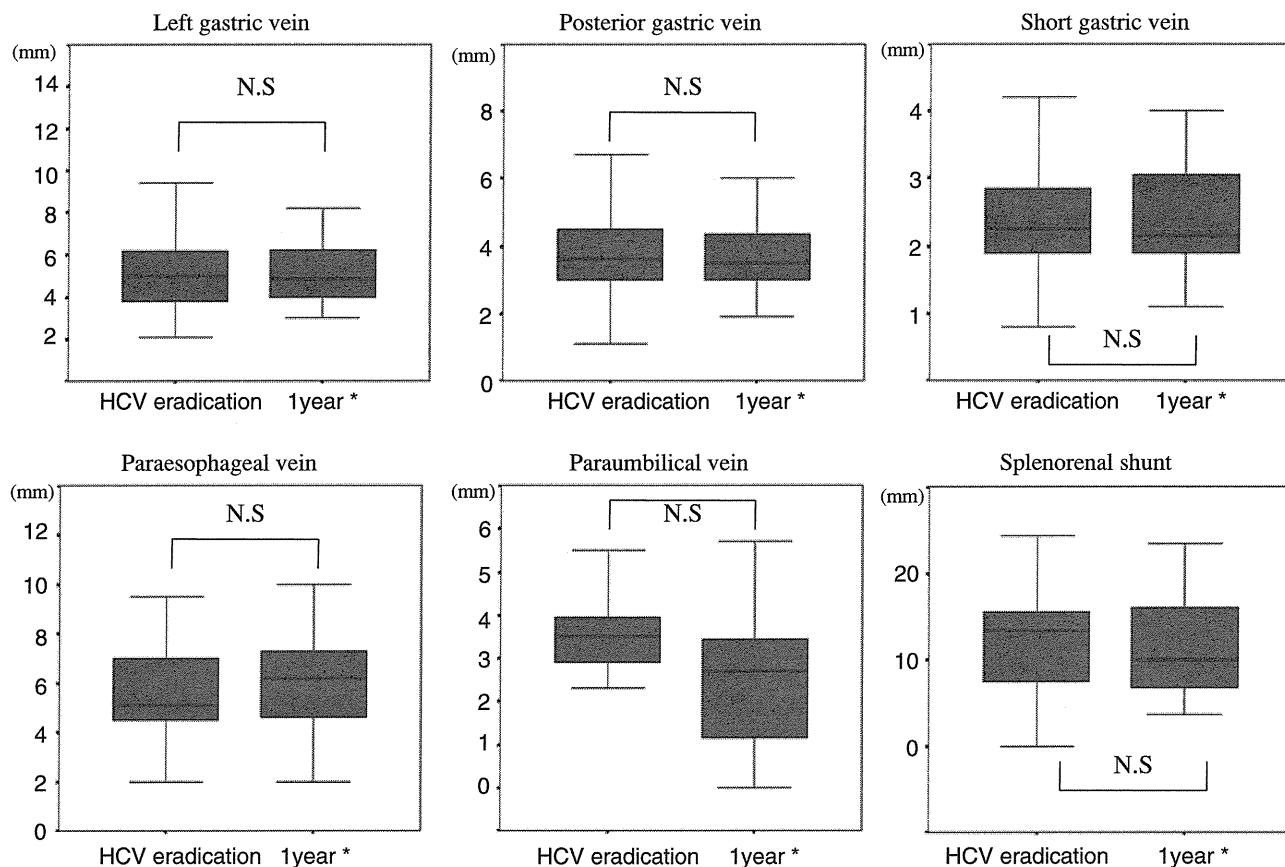 Left gastric vein
(mm)
14
12
10
8
6
4
2
N.S
HCV eradication 1year *
Posterior gastric vein
(mm)
8
6
4
2
0
N.S
HCV eradication 1year *
Short gastric vein
(mm)
4
3
2
1
N.S
HCV eradication 1year *
Paraesophageal vein
(mm)
12
10
8
6
4
2
0
N.S
HCV eradication 1year *
Paraumbilical vein
(mm)
6
5
4
3
2
1
0
N.S
HCV eradication 1year *
Splenorenal shunt
(mm)
20
10
0
N.S
HCV eradication 1year *